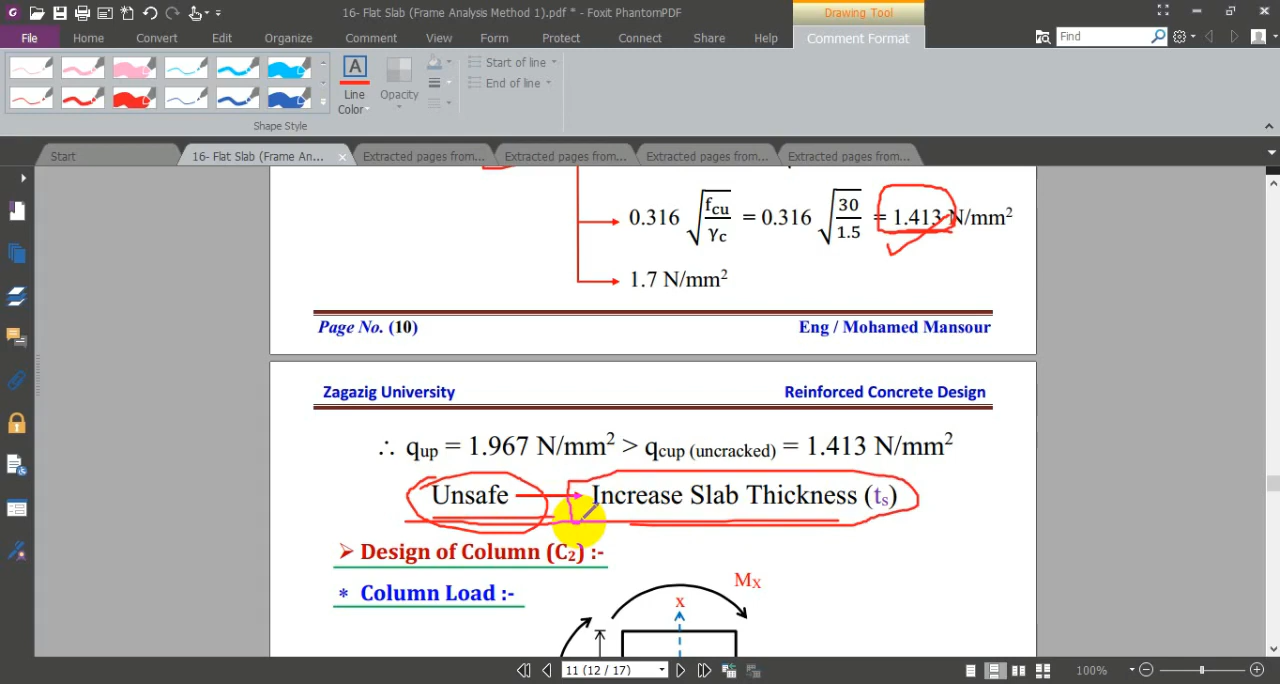 16- Flat Slab (Frame Analysis Method 1).pdf * - Foxit PhantomPDF
Drawing Tool
File Home Convert Edit Organize Comment View Form Protect Connect Share Help Comment Format
Find
Line Color
Opacity
Start of line
End of line
Shape Style
Start
16- Flat Slab (Frame An...
Extracted pages from...
Extracted pages from...
Extracted pages from...
Extracted pages from...
0.316 √(fcu/γc) = 0.316 √(30/1.5) = 1.413 N/mm²
1.7 N/mm²
Page No. (10) Eng / Mohamed Mansour
Zagazig University Reinforced Concrete Design
∴ qup = 1.967 N/mm² > qcup (uncracked) = 1.413 N/mm²
Unsafe Increase Slab Thickness (ts)
➤ Design of Column (C2) :-
* Column Load :-
MX
x
11 (12 / 17)
100%